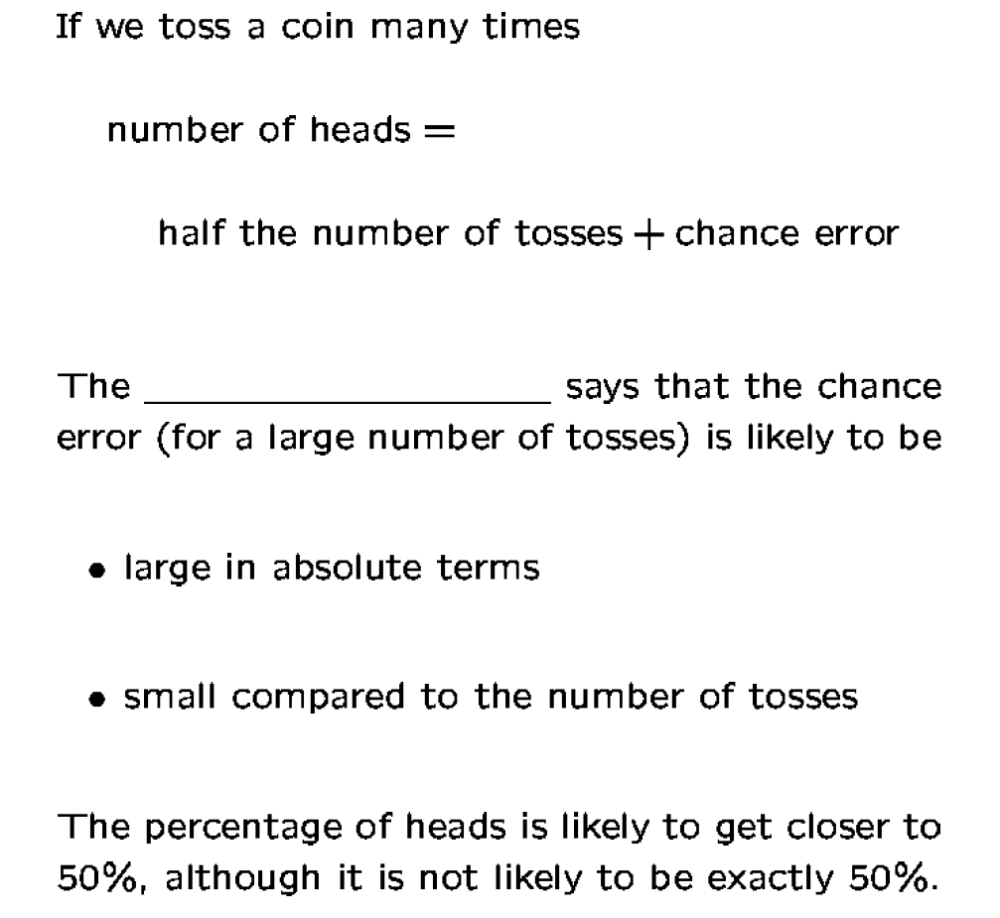 If we toss a coin many times
number of heads =
half the number of tosses + chance error
The ____________________ says that the chance
error (for a large number of tosses) is likely to be
• large in absolute terms
• small compared to the number of tosses
The percentage of heads is likely to get closer to
50%, although it is not likely to be exactly 50%.